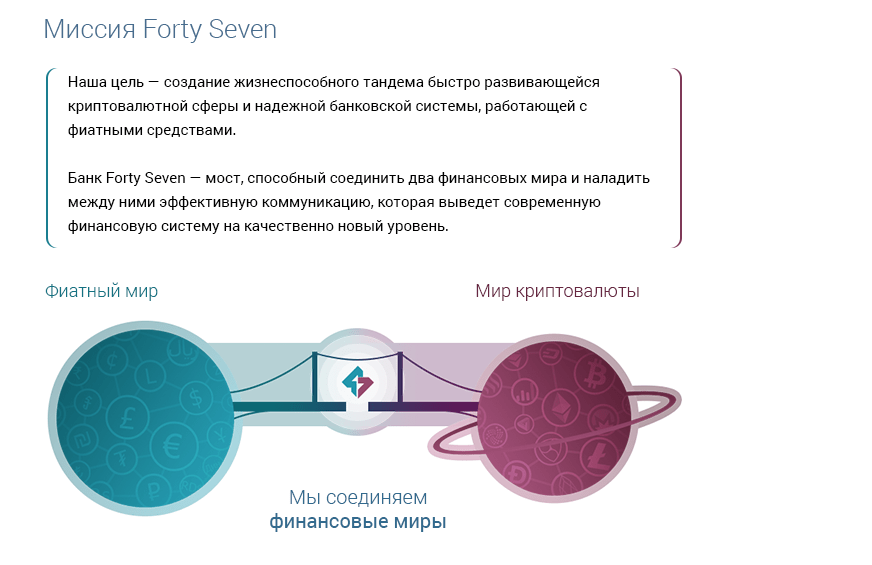 Миссия Forty Seven
Наша цель — создание жизнеспособного тандема быстро развивающейся
криптовалютной сферы и надежной банковской системы, работающей с
фиатными средствами.
Банк Forty Seven — мост, способный соединить два финансовых мира и наладить
между ними эффективную коммуникацию, которая выведет современную
финансовую систему на качественно новый уровень.
Фиатный мир
Мир криптовалюты
Мы соединяем
финансовые миры